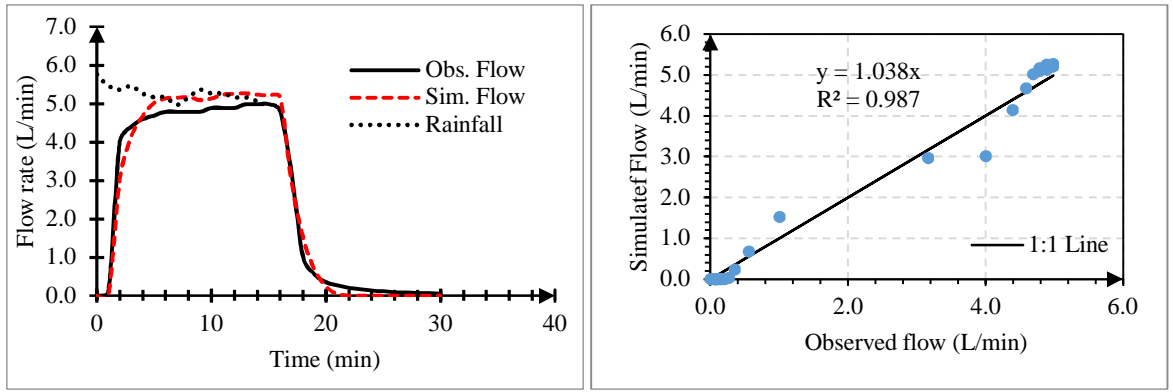 Flow rate (L/min)
7.0
6.0
5.0
4.0
3.0
2.0
1.0
0.0
0
10
20
30
40
Time (min)
Obs. Flow
Sim. Flow
Rainfall
Simulatef Flow (L/min)
6.0
5.0
4.0
3.0
2.0
1.0
0.0
0.0
2.0
4.0
6.0
Observed flow (L/min)
y = 1.038x
R² = 0.987
1:1 Line